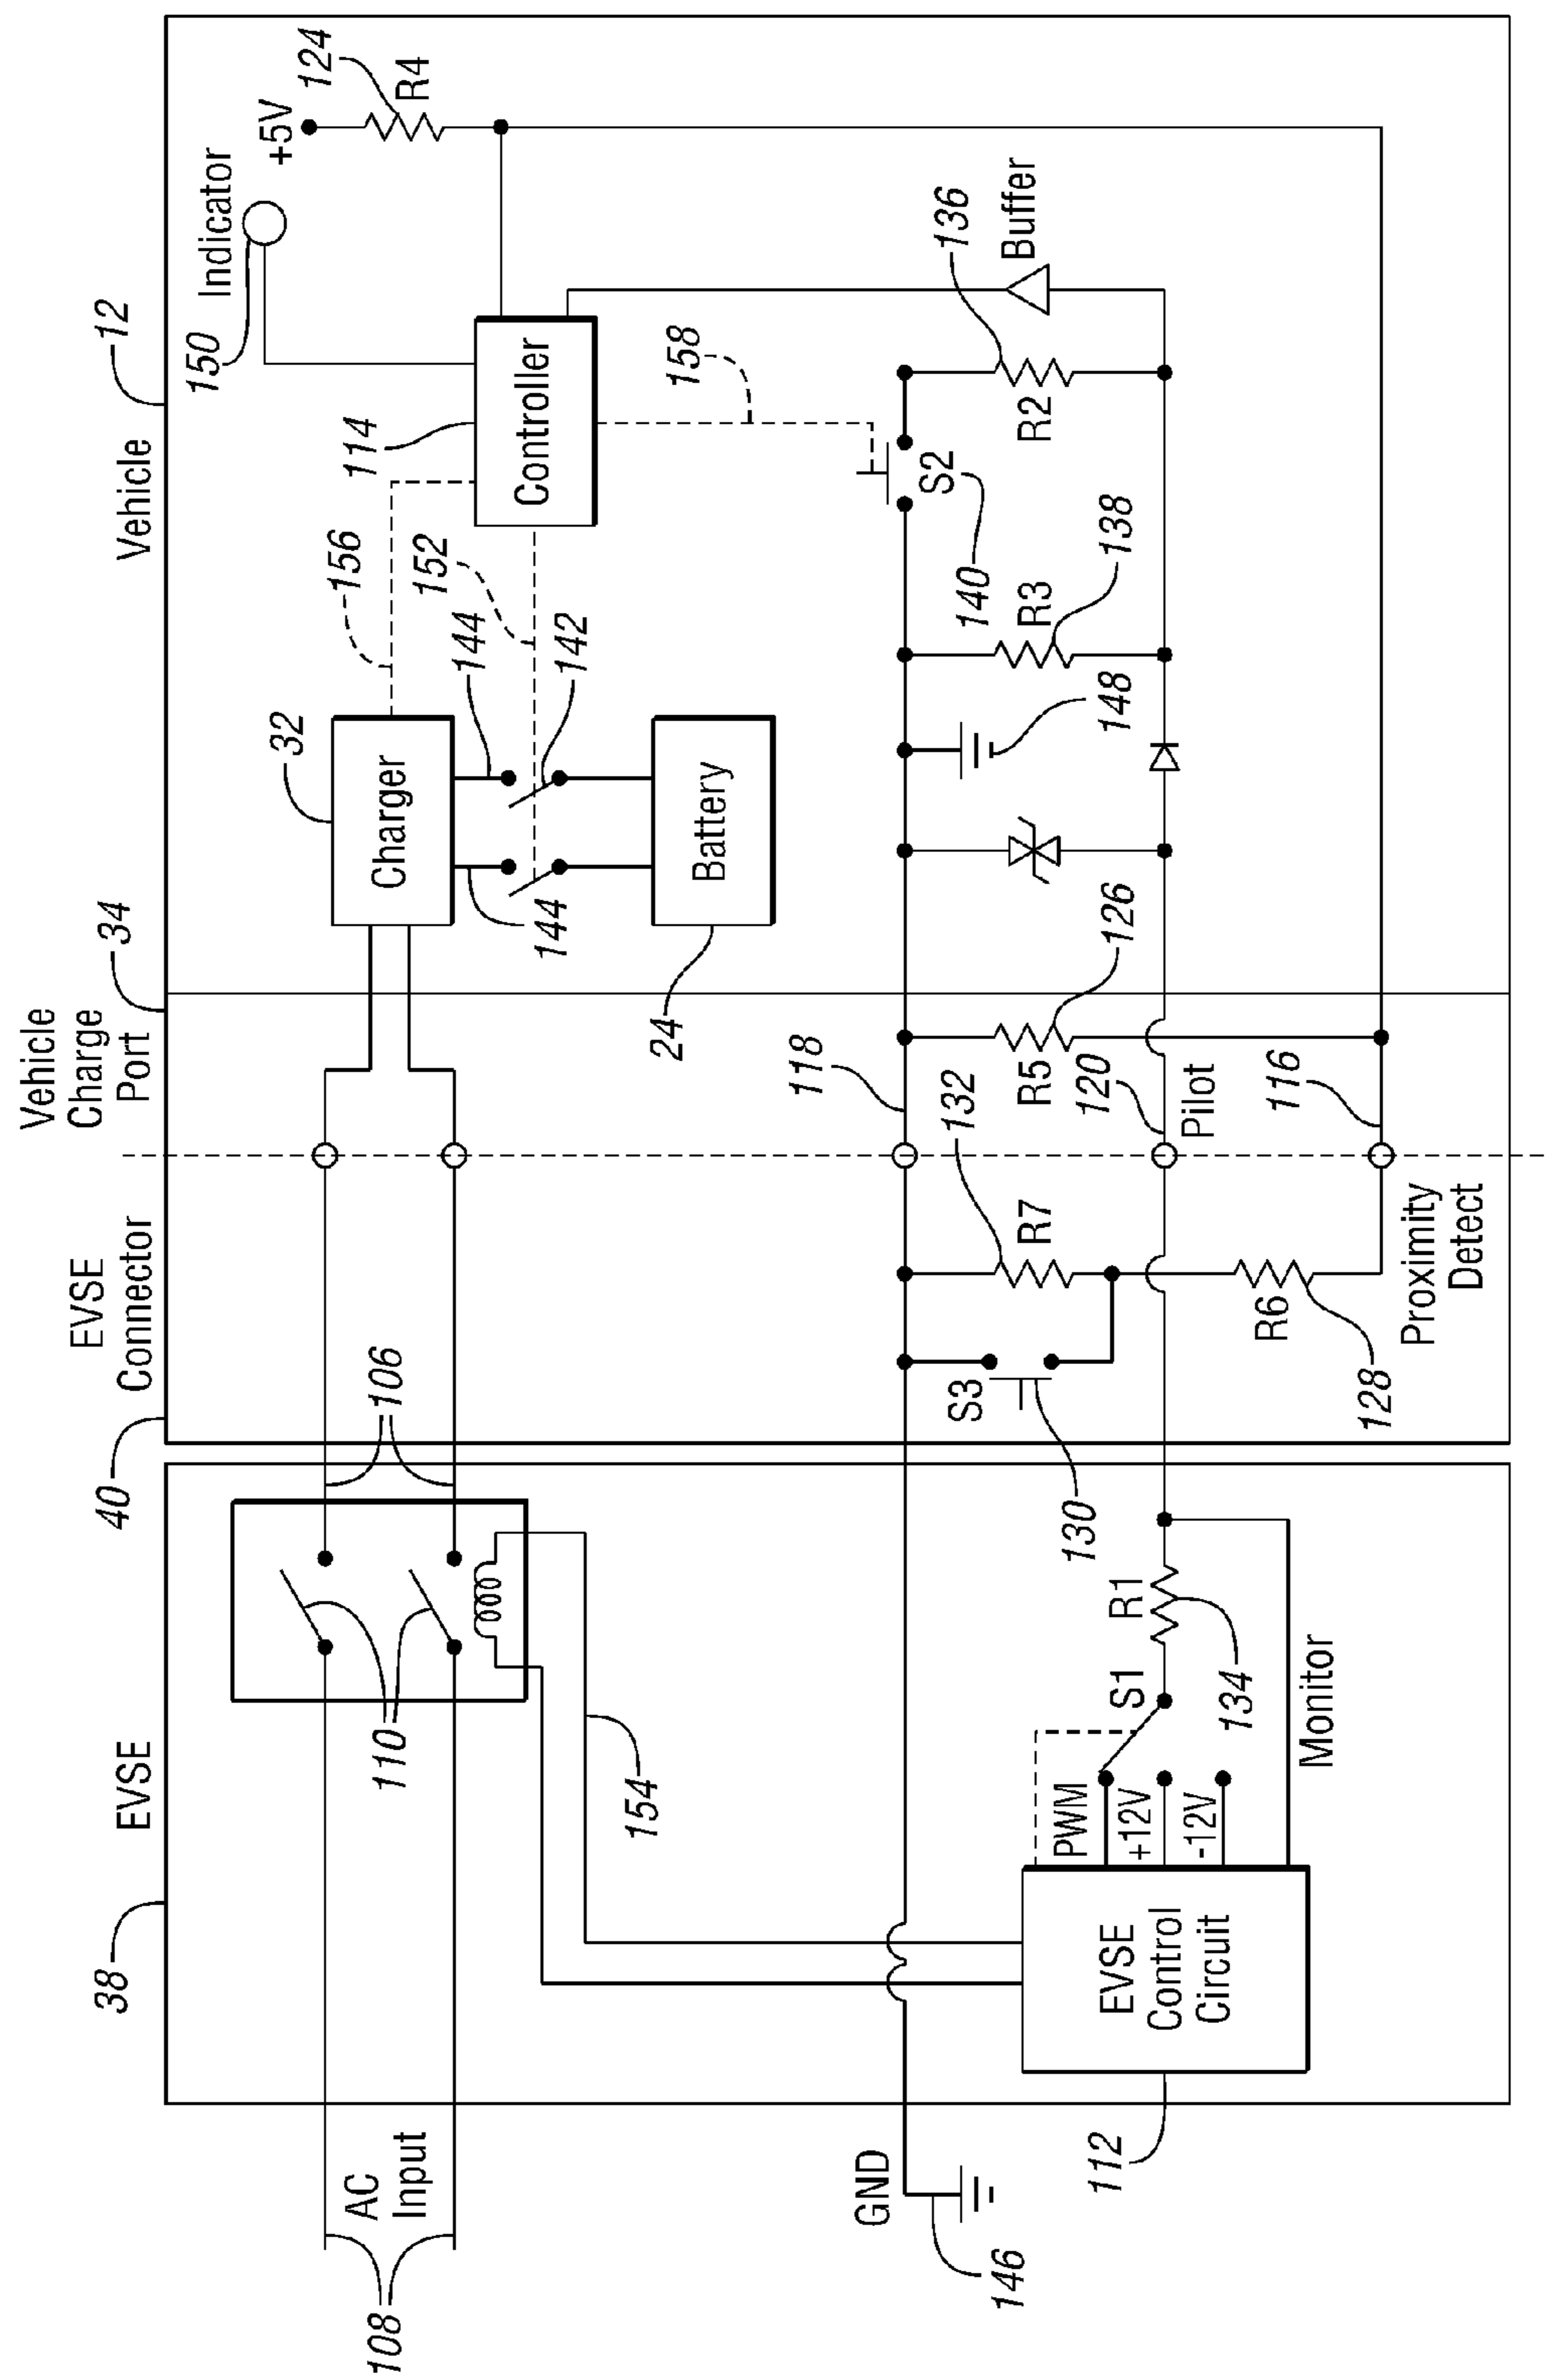 EVSE
38
EVSE
Connector
40
Vehicle
Charge
Port
34
Vehicle
12
108
AC
Input
110
106
154
32
Charger
144
144
142
152
156
24
Battery
114
Controller
150
Indicator
+5V
124
R4
158
GND
146
118
132
R7
R5
126
148
R3
138
140
S2
R2
136
Buffer
112
EVSE
Control
Circuit
PWM
+12V
-12V
S1
R1
134
Monitor
S3
130
R6
128
120
Pilot
116
Proximity
Detect